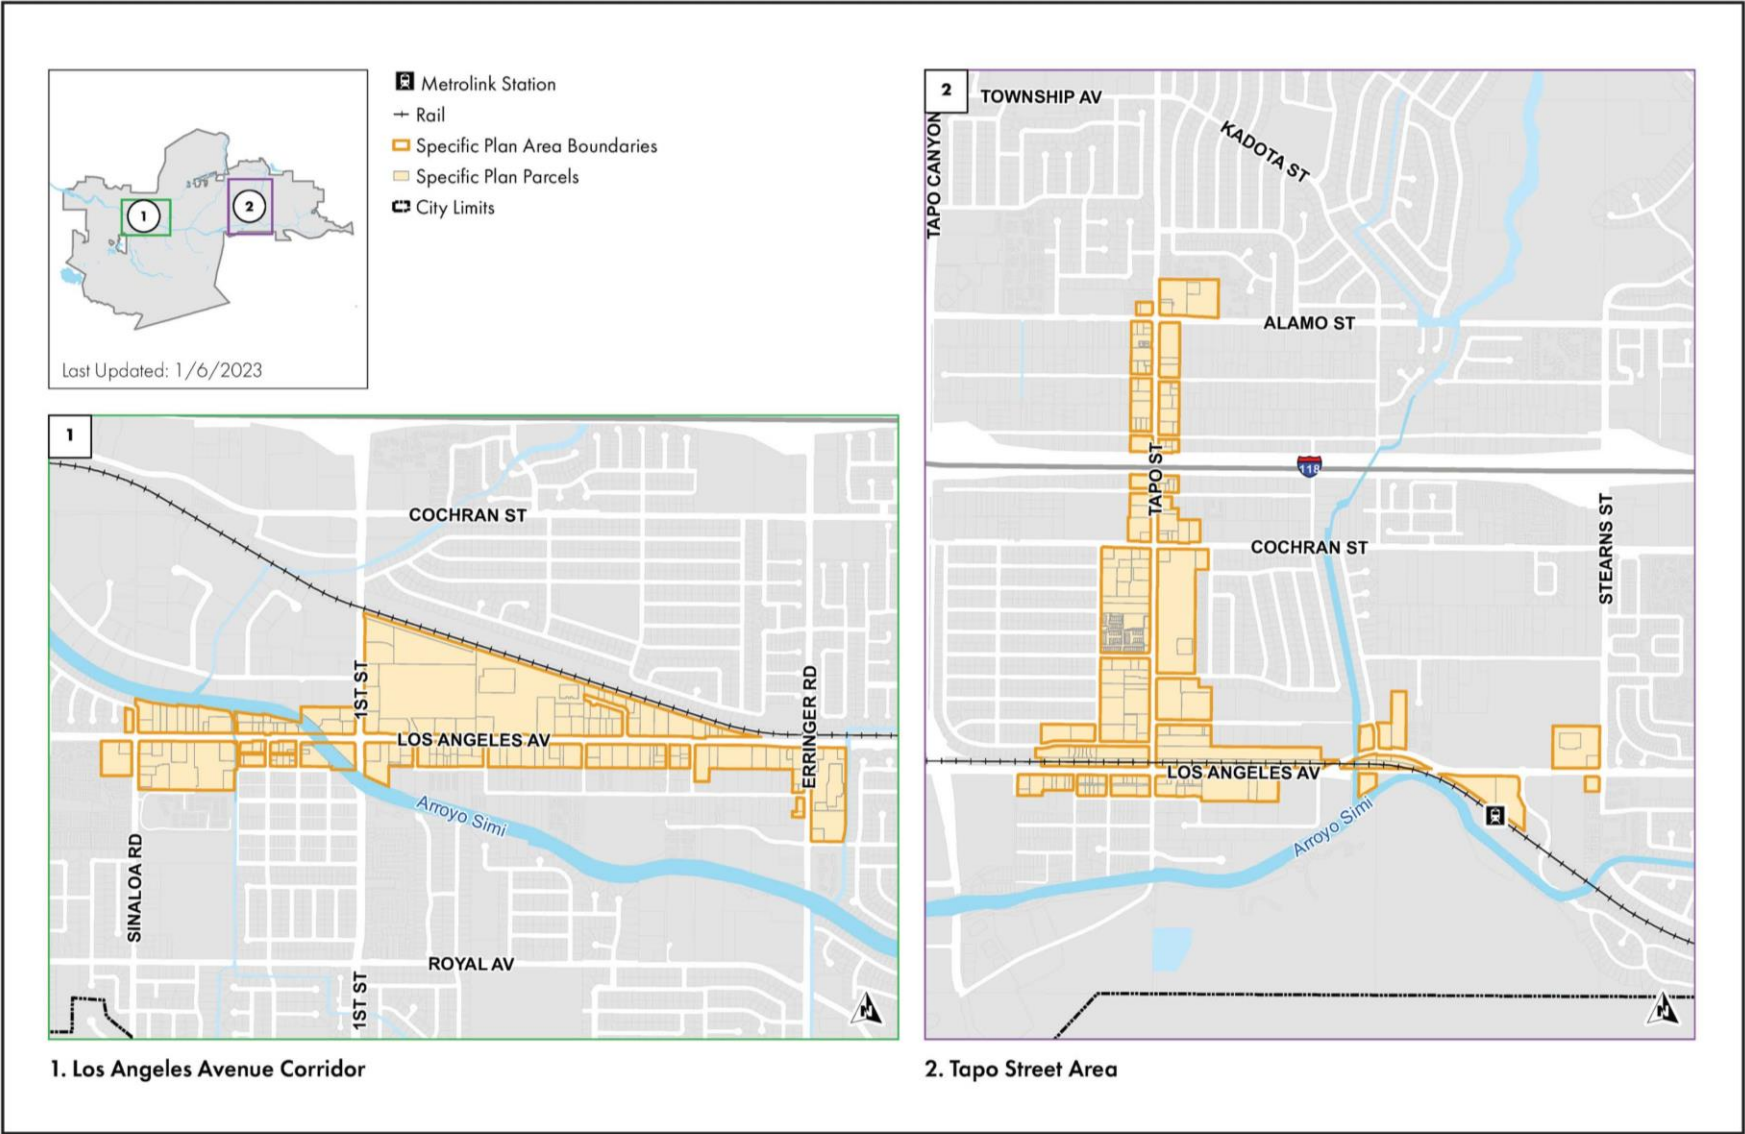 1
2
Last Updated: 1/6/2023
Metrolink Station
Rail
Specific Plan Area Boundaries
Specific Plan Parcels
City Limits
1
COCHRAN ST
1ST ST
LOS ANGELES AV
ERRINGER RD
Arroyo Simi
SINALOA RD
ROYAL AV
1ST ST
N
1. Los Angeles Avenue Corridor
2
TOWNSHIP AV
TAPO CANYON
KADOTA ST
ALAMO ST
TAPO ST
118
COCHRAN ST
STEARNS ST
LOS ANGELES AV
Arroyo Simi
N
2. Tapo Street Area